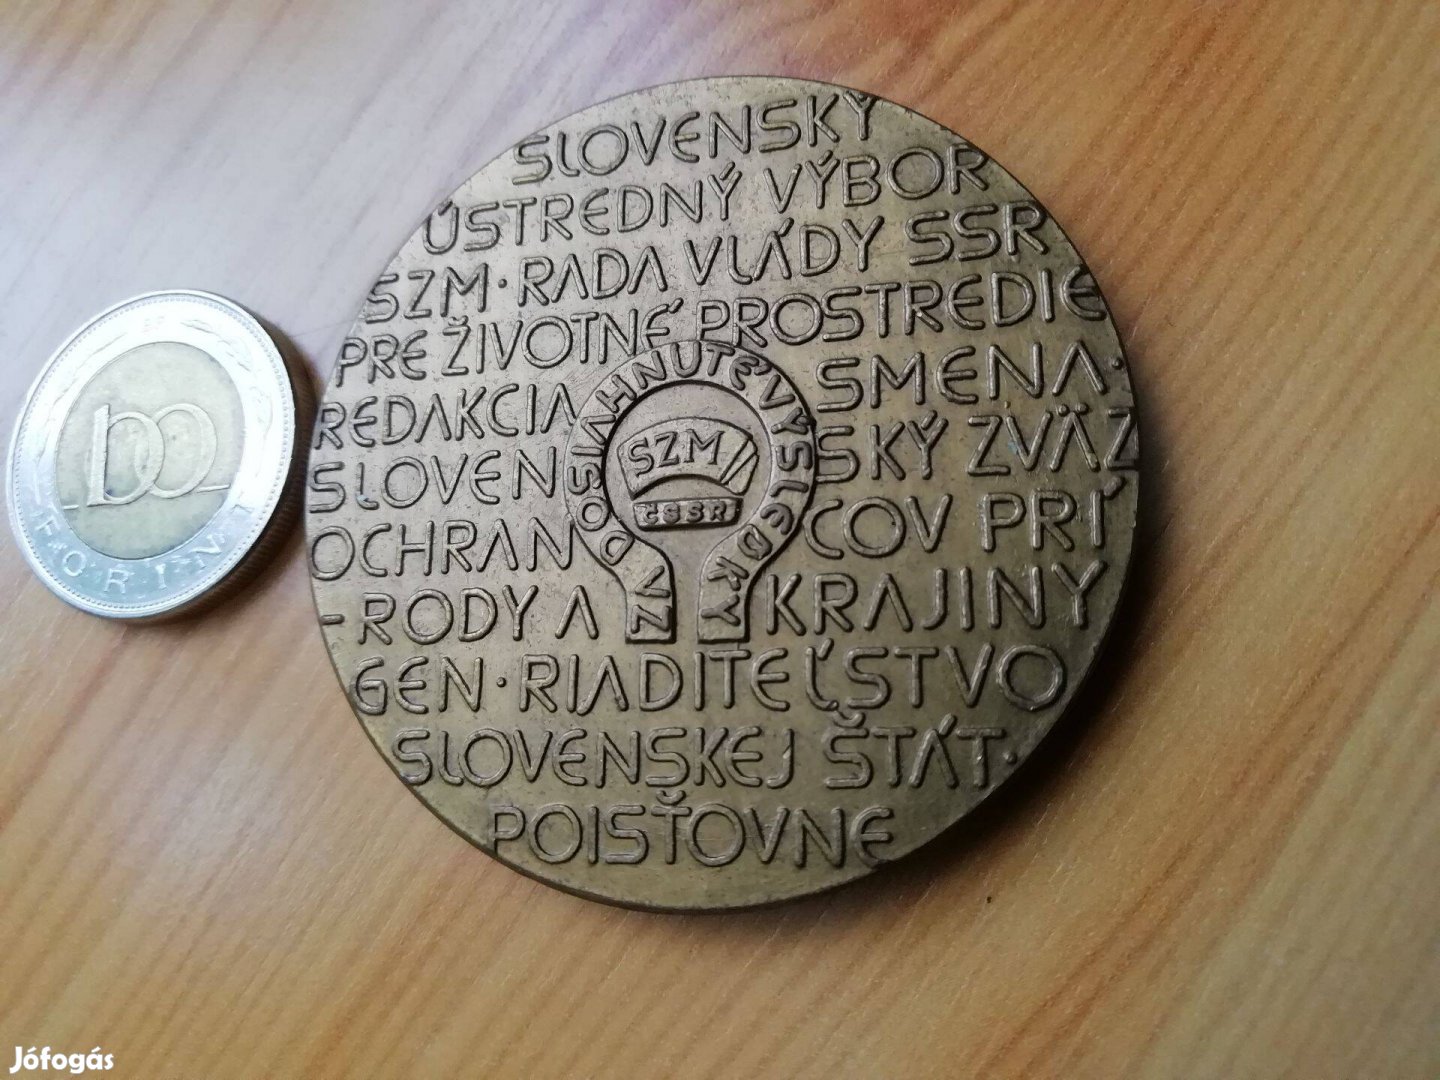 SLOVENSKÝ
ÚSTREDNÝ VÝBOR
SZM · RADA VLÁDY SSR
PRE ŽIVOTNÉ PROSTREDIE
REDAKCIA SMENA ·
SLOVEN SKÝ ZVÄZ
OCHRAN COV PRÍ
-RODY A KRAJINY
GEN · RIADITEĽSTVO
SLOVENSKEJ ŠTÁT ·
POISŤOVNE
ZA DOSIAHNUTÉ VÝSLEDKY
SZM
ČSSR
100
FORINT
Jófogás